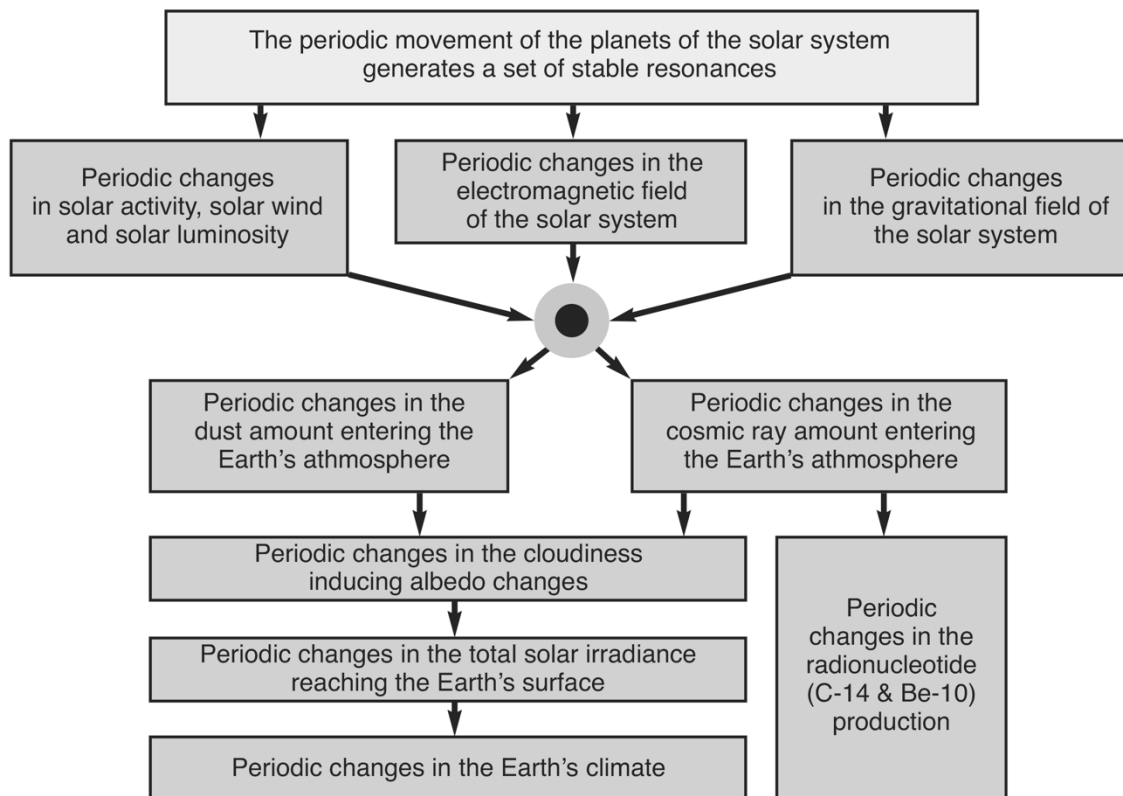 The periodic movement of the planets of the solar system
generates a set of stable resonances
Periodic changes
in solar activity, solar wind
and solar luminosity
Periodic changes in the
electromagnetic field
of the solar system
Periodic changes
in the gravitational field of
the solar system
Periodic changes in the
dust amount entering the
Earth’s athmosphere
Periodic changes in the
cosmic ray amount entering
the Earth’s athmosphere
Periodic changes in the cloudiness
inducing albedo changes
Periodic changes in the total solar irradiance
reaching the Earth’s surface
Periodic changes in the Earth’s climate
Periodic
changes in the
radionucleotide
(C-14 & Be-10)
production